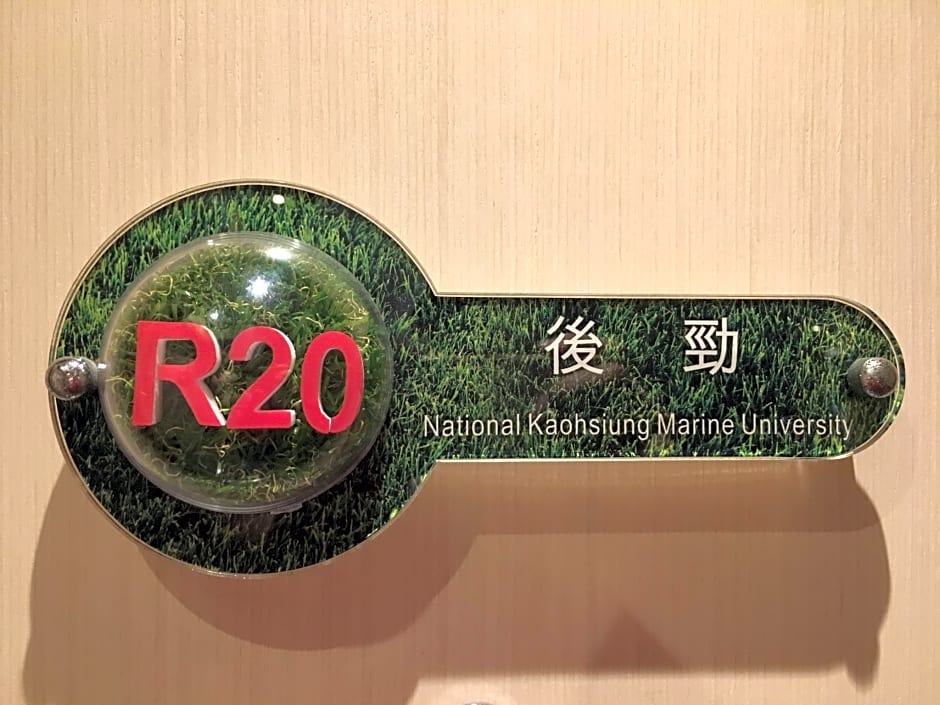 R20
後勁
National Kaohsiung Marine University